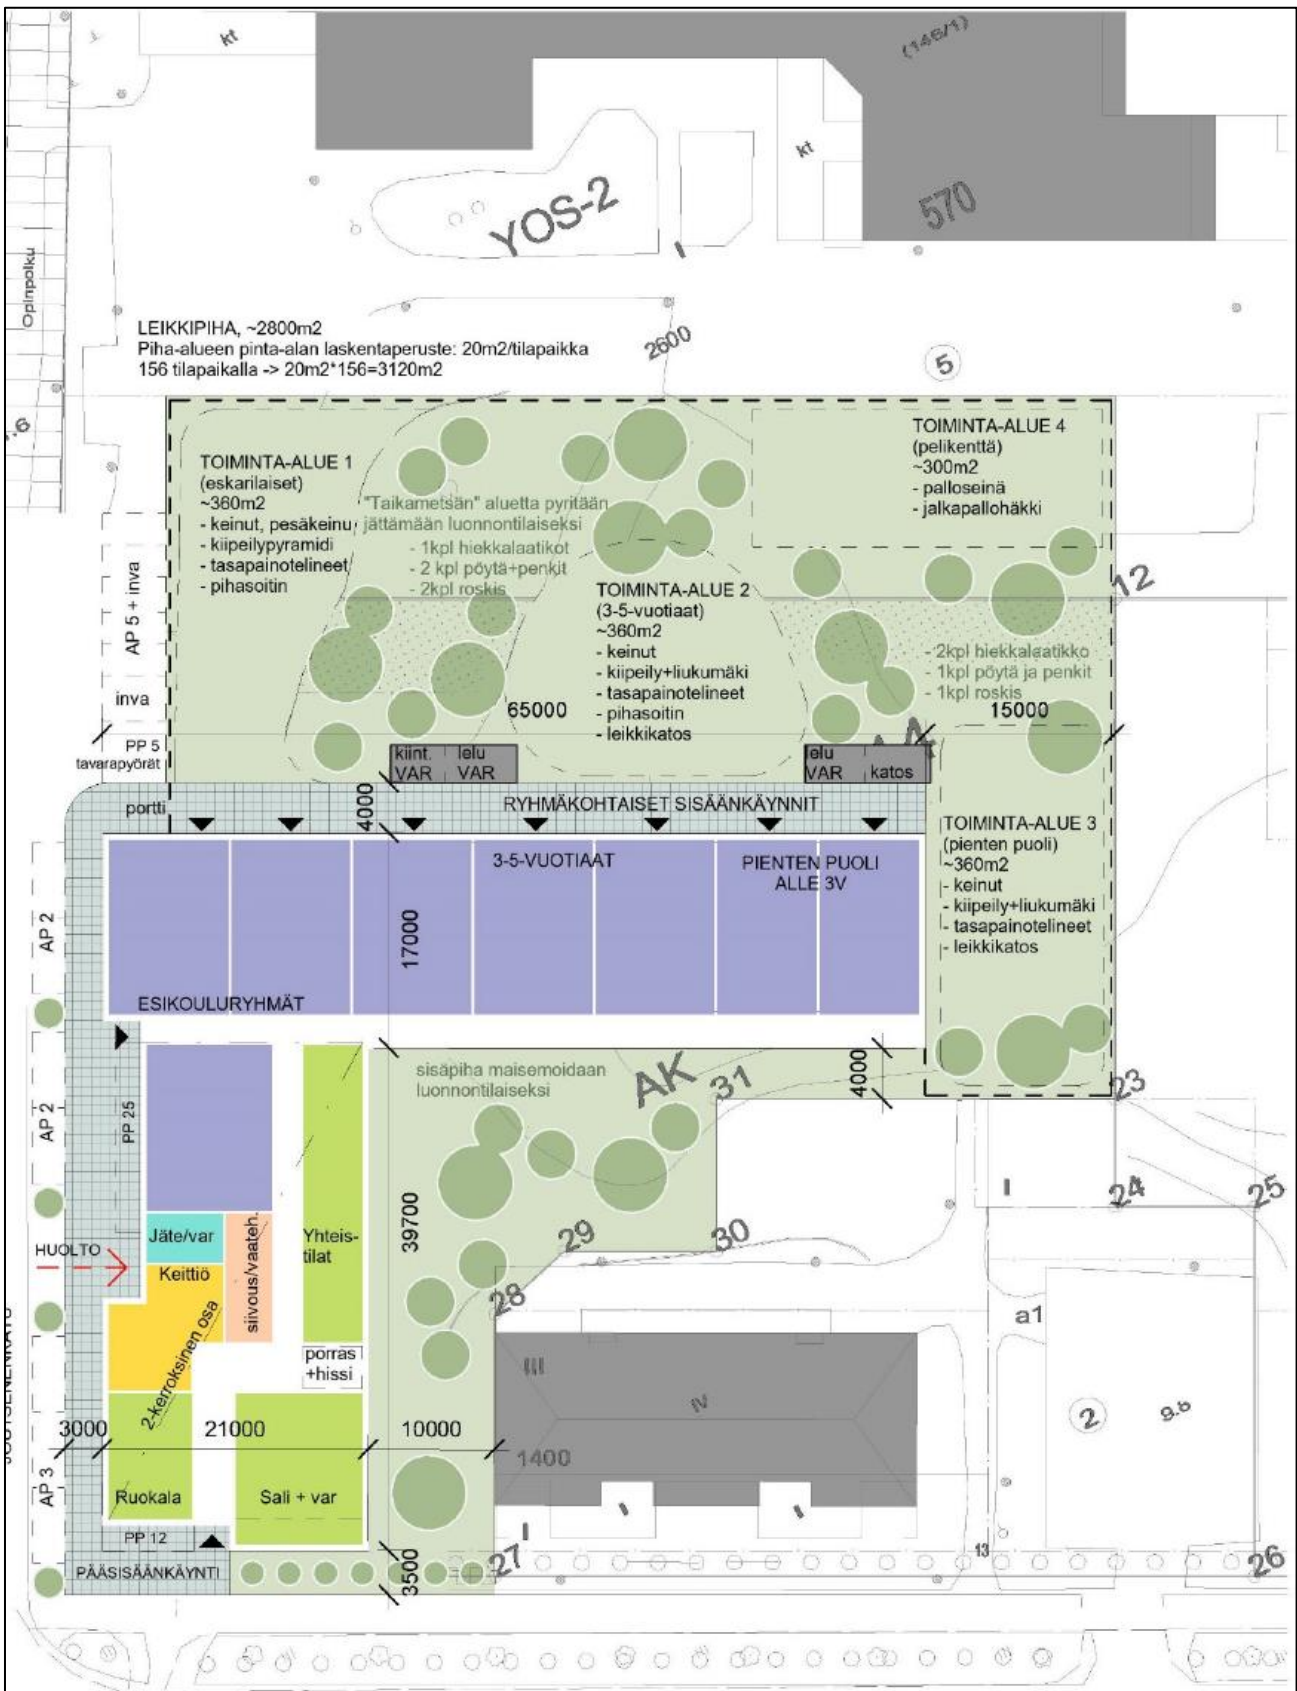 kt
(146/1)
kt
YOS-2
570
I
Opinpolku
LEIKKIPIHA, ~2800m2
Piha-alueen pinta-alan laskentaperuste: 20m2/tilapaikka
156 tilapaikalla -> 20m2*156=3120m2
2600
5
TOIMINTA-ALUE 1
(eskarilaiset)
~360m2
- keinut, pesäkeinu
- kiipeilypyramidi
- tasapainotelineet
- pihasoitin
"Taikametsän" aluetta pyritään
jättämään luonnontilaiseksi
- 1kpl hiekkalaatikot
- 2 kpl pöytä+penkit
- 2kpl roskis
TOIMINTA-ALUE 4
(pelikenttä)
~300m2
- palloseinä
- jalkapallohäkki
TOIMINTA-ALUE 2
(3-5-vuotiaat)
~360m2
- keinut
- kiipeily+liukumäki
- tasapainotelineet
- pihasoitin
- leikkikatos
12
- 2kpl hiekkalaatikko
- 1kpl pöytä ja penkit
- 1kpl roskis
AP 5 + inva
inva
65000
15000
PP 5
tavarapyörät
kiint.
VAR
lelu
VAR
lelu
VAR
katos
portti
4000
RYHMÄKOHTAISET SISÄÄNKÄYNNIT
TOIMINTA-ALUE 3
(pienten puoli)
~360m2
- keinut
- kiipeily+liukumäki
- tasapainotelineet
- leikkikatos
3-5-VUOTIAAT
PIENTEN PUOLI
ALLE 3V
AP 2
17000
ESIKOULURYHMÄT
sisäpiha maisemoidaan
luonnontilaiseksi
AK
31
4000
23
AP 2
PP 25
24
25
I
39700
Jäte/var
siivous/vaateh.
Yhteis-
tilat
HUOLTO
Keittiö
29
30
28
2-kerroksinen osa
porras
+hissi
III
IV
a1
2
9.6
3000
21000
10000
1400
AP 3
Ruokala
Sali + var
I
I
I
PP 12
PÄÄSISÄÄNKÄYNTI
3500
27
13
26